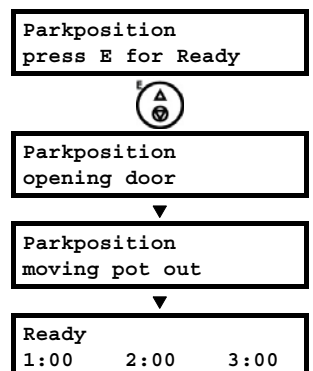 Parkposition
press E for Ready
E
Parkposition
opening door
Parkposition
moving pot out
Ready
1:00 2:00 3:00